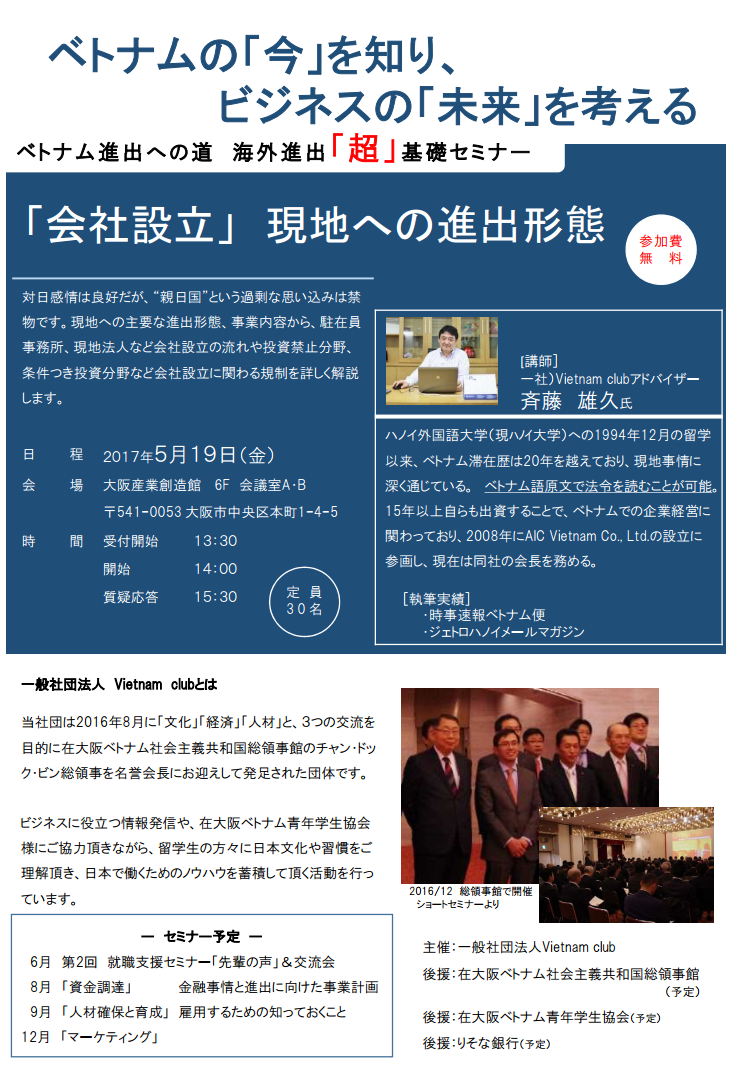 ベトナムの「今」を知り、
ビジネスの「未来」を考える
ベトナム進出への道　海外進出「超」基礎セミナー
「会社設立」 現地への進出形態
参加費
無　料
対日感情は良好だが、“親日国”という過剰な思い込みは禁
物です。現地への主要な進出形態、事業内容から、駐在員
事務所、現地法人など会社設立の流れや投資禁止分野、
条件つき投資分野など会社設立に関わる規制を詳しく解説
します。
日　程　2017年5月19日(金)
会　場　大阪産業創造館　6F　会議室A・B
〒541-0053 大阪市中央区本町1-4-5
時　間　受付開始　13:30
開始　14:00
質疑応答　15:30
定　員
30名
[講師]
一社)Vietnam clubアドバイザー
斉藤　雄久氏
ハノイ外国語大学(現ハノイ大学)への1994年12月の留学
以来、ベトナム滞在歴は20年を越えており、現地事情に
深く通じている。　ベトナム語原文で法令を読むことが可能。
15年以上自らも出資することで、ベトナムでの企業経営に
関わっており、2008年にAIC Vietnam Co., Ltd.の設立に
参画し、現在は同社の会長を務める。
[執筆実績]
・時事速報ベトナム便
・ジェトロハノイメールマガジン
一般社団法人　Vietnam　clubとは
当社団は2016年8月に「文化」「経済」「人材」と、3つの交流を
目的に在大阪ベトナム社会主義共和国総領事館のチャン・ドッ
ク・ビン総領事を名誉会長にお迎えして発足された団体です。
ビジネスに役立つ情報発信や、在大阪ベトナム青年学生協会
様にご協力頂きながら、留学生の方々に日本文化や習慣をご
理解頂き、日本で働くためのノウハウを蓄積して頂く活動を行っ
ています。
2016/12　総領事館で開催
ショートセミナーより
― セミナー予定 ―
6月　第2回　就職支援セミナー「先輩の声」＆交流会
8月　「資金調達」　金融事情と進出に向けた事業計画
9月　「人材確保と育成」　雇用するための知っておくこと
12月　「マーケティング」
主催：一般社団法人Vietnam club
後援：在大阪ベトナム社会主義共和国総領事館
(予定)
後援：在大阪ベトナム青年学生協会(予定)
後援：りそな銀行(予定)